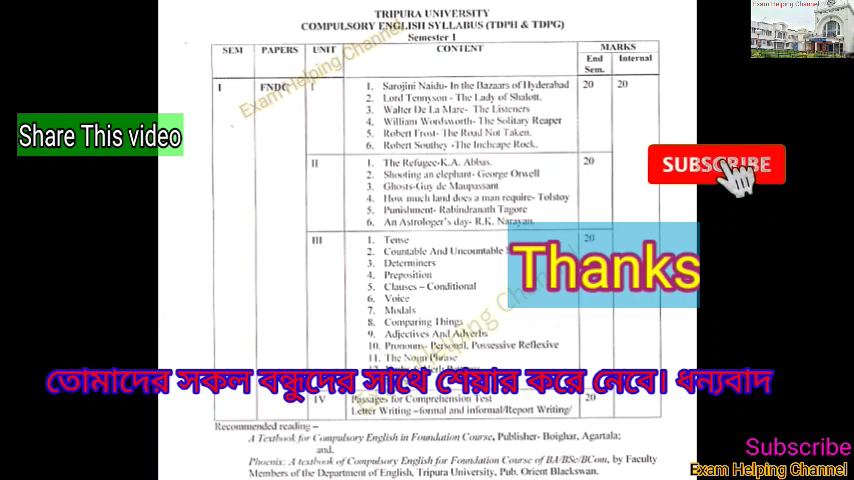 Exam Helping Channel
TRIPURA UNIVERSITY
COMPULSORY ENGLISH SYLLABUS (TDPH & TDPG)
Semester 1
SEM PAPERS UNIT CONTENT MARKS
End Sem. Internal
I FNDC I 1. Sarojini Naidu- In the Bazaars of Hyderabad 20 20
2. Lord Tennyson - The Lady of Shalott.
3. Walter De La Mare- The Listeners
4. William Wordsworth- The Solitary Reaper
5. Robert Frost- The Road Not Taken.
6. Robert Southey -The Inchcape Rock.
II 1. The Refugee-K.A. Abbas. 20
2. Shooting an elephant- George Orwell
3. Ghosts-Guy de Maupassant
4. How much land does a man require- Tolstoy
5. Punishment- Rabindranath Tagore
6. An Astrologer's day- R.K. Narayan.
III 1. Tense 20
2. Countable And Uncountable
3. Determiners
4. Preposition
5. Clauses – Conditional
6. Voice
7. Modals
8. Comparing Things
9. Adjectives And Adverbs
10. Pronouns- Personal, Possessive Reflexive
11. The Noun Phrase
IV Passages for Comprehension Test 20
Letter Writing –formal and informal/Report Writing/
Recommended reading –
A Textbook for Compulsory English in Foundation Course, Publisher- Boighar, Agartala;
and,
Phoenix: A textbook of Compulsory English for Foundation Course of BA/BSc/BCom, by Faculty
Members of the Department of English, Tripura University, Pub. Orient Blackswan.
Exam Helping Channel
Share This video
SUBSCRIBE
Thanks
তোমাদের সকল বন্ধুদের সাথে শেয়ার করে নেবে। ধন্যবাদ
Subscribe
Exam Helping Channel